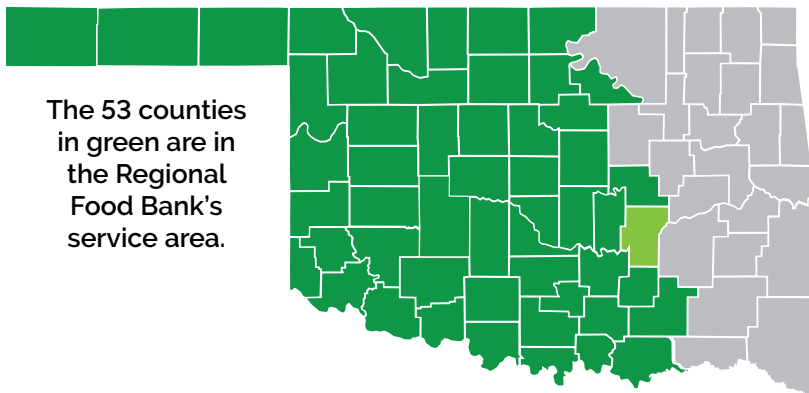 The 53 counties
in green are in
the Regional
Food Bank's
service area.